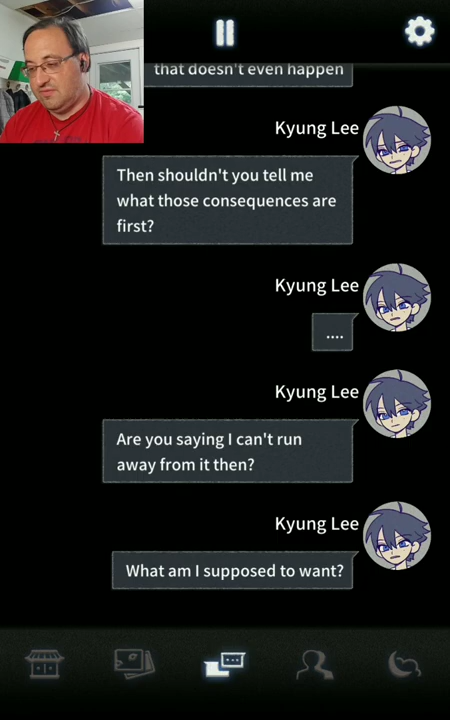 that doesn't even happen
Kyung Lee
Then shouldn't you tell me
what those consequences are
first?
Kyung Lee
....
Kyung Lee
Are you saying I can't run
away from it then?
Kyung Lee
What am I supposed to want?